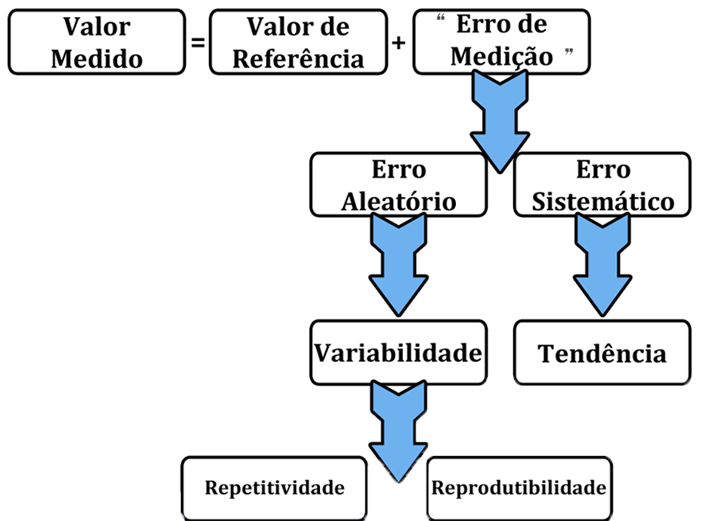 Valor
Medido
=
Valor de
Referência
+
“ Erro de
Medição ”
Erro
Aleatório
Erro
Sistemático
Variabilidade
Tendência
Repetitividade
Reprodutibilidade